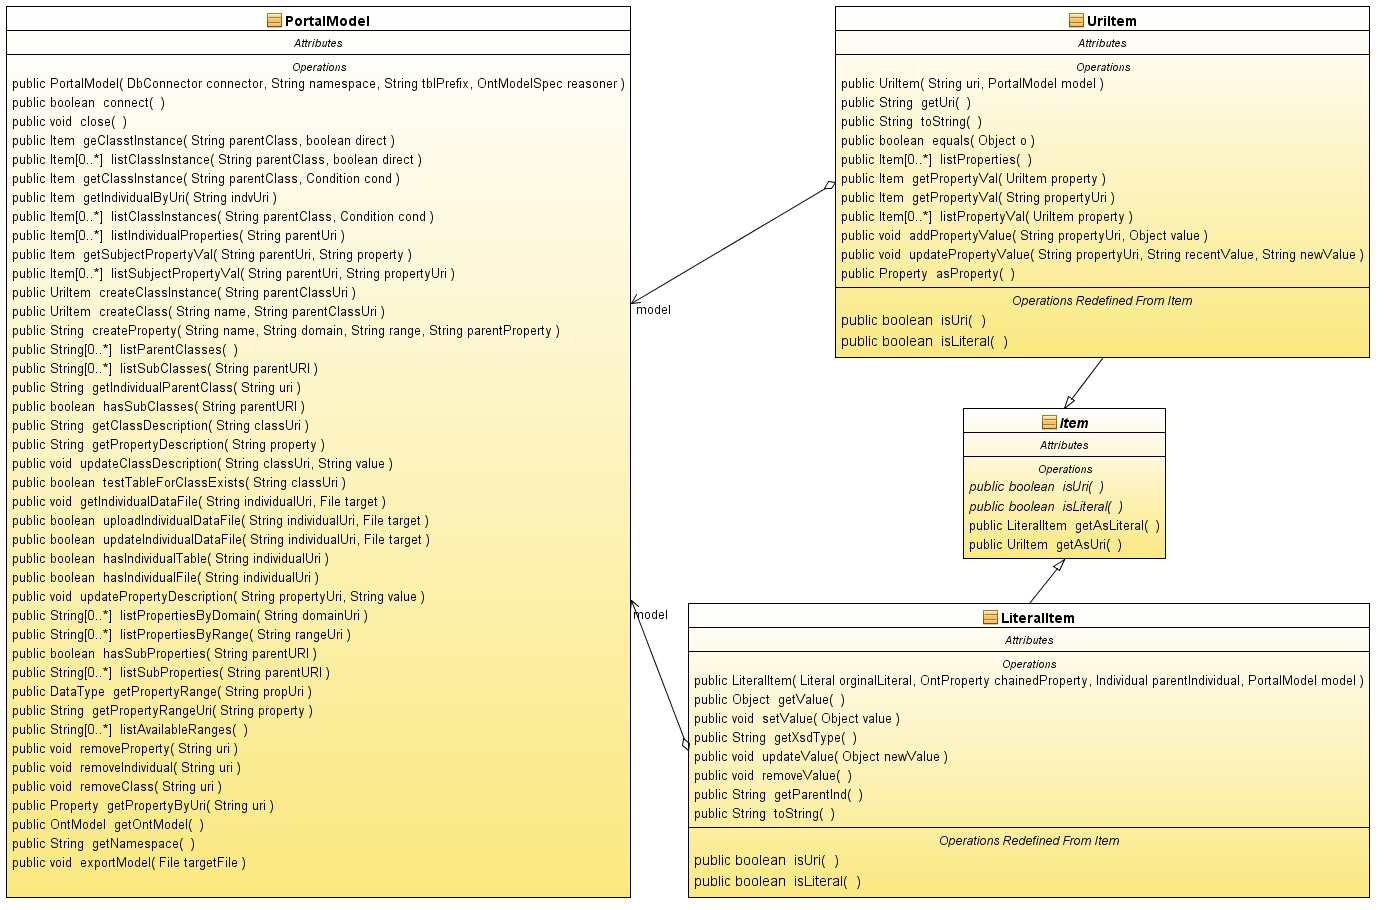 PortalModel
Attributes
Operations
public PortalModel( DbConnector connector, String namespace, String tblPrefix, OntModelSpec reasoner )
public boolean connect( )
public void close( )
public Item geClasstInstance( String parentClass, boolean direct )
public Item[0..*] listClassInstance( String parentClass, boolean direct )
public Item getClassInstance( String parentClass, Condition cond )
public Item getIndividualByUri( String indvUri )
public Item[0..*] listClassInstances( String parentClass, Condition cond )
public Item[0..*] listIndividualProperties( String parentUri )
public Item getSubjectPropertyVal( String parentUri, String property )
public Item[0..*] listSubjectPropertyVal( String parentUri, String propertyUri )
public UriItem createClassInstance( String parentClassUri )
public UriItem createClass( String name, String parentClassUri )
public String createProperty( String name, String domain, String range, String parentProperty )
public String[0..*] listParentClasses( )
public String[0..*] listSubClasses( String parentURI )
public String getIndividualParentClass( String uri )
public boolean hasSubClasses( String parentURI )
public String getClassDescription( String classUri )
public String getPropertyDescription( String property )
public void updateClassDescription( String classUri, String value )
public boolean testTableForClassExists( String classUri )
public void getIndividualDataFile( String individualUri, File target )
public boolean uploadIndividualDataFile( String individualUri, File target )
public boolean updateIndividualDataFile( String individualUri, File target )
public boolean hasIndividualTable( String individualUri )
public boolean hasIndividualFile( String individualUri )
public void updatePropertyDescription( String propertyUri, String value )
public String[0..*] listPropertiesByDomain( String domainUri )
public String[0..*] listPropertiesByRange( String rangeUri )
public boolean hasSubProperties( String parentURI )
public String[0..*] listSubProperties( String parentURI )
public DataType getPropertyRange( String propUri )
public String getPropertyRangeUri( String property )
public String[0..*] listAvailableRanges( )
public void removeProperty( String uri )
public void removeIndividual( String uri )
public void removeClass( String uri )
public Property getPropertyByUri( String uri )
public OntModel getOntModel( )
public String getNamespace( )
public void exportModel( File targetFile )
model
model
UriItem
Attributes
Operations
public UriItem( String uri, PortalModel model )
public String getUri( )
public String toString( )
public boolean equals( Object o )
public Item[0..*] listProperties( )
public Item getPropertyVal( UriItem property )
public Item getPropertyVal( String propertyUri )
public Item[0..*] listPropertyVal( UriItem property )
public void addPropertyValue( String propertyUri, Object value )
public void updatePropertyValue( String propertyUri, String recentValue, String newValue )
public Property asProperty( )
Operations Redefined From Item
public boolean isUri( )
public boolean isLiteral( )
Item
Attributes
Operations
public boolean isUri( )
public boolean isLiteral( )
public LiteralItem getAsLiteral( )
public UriItem getAsUri( )
LiteralItem
Attributes
Operations
public LiteralItem( Literal orginalLiteral, OntProperty chainedProperty, Individual parentIndividual, PortalModel model )
public Object getValue( )
public void setValue( Object value )
public String getXsdType( )
public void updateValue( Object newValue )
public void removeValue( )
public String getParentInd( )
public String toString( )
Operations Redefined From Item
public boolean isUri( )
public boolean isLiteral( )